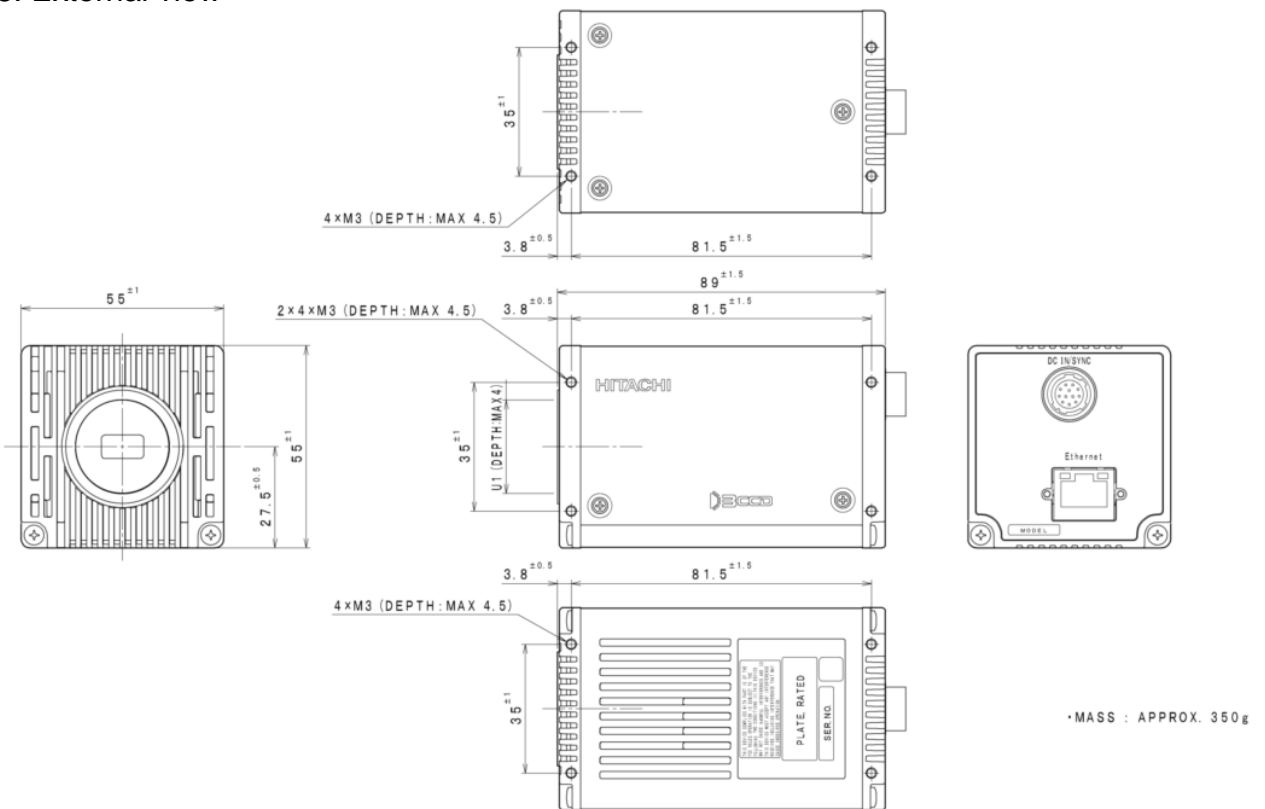 35±1
4×M3 (DEPTH:MAX 4.5)
3.8±0.5
81.5±1.5
89±1.5
55±1
2×4×M3 (DEPTH:MAX 4.5)
3.8±0.5
81.5±1.5
HITACHI
35±1
U1 (DEPTH:MAX4)
3CCD
55±1
27.5±0.5
DC IN/SYNC
Ethernet
MODEL
3.8±0.5
81.5±1.5
4×M3 (DEPTH:MAX 4.5)
35±1
PLATE, RATED
SER.NO.
•MASS : APPROX. 350g